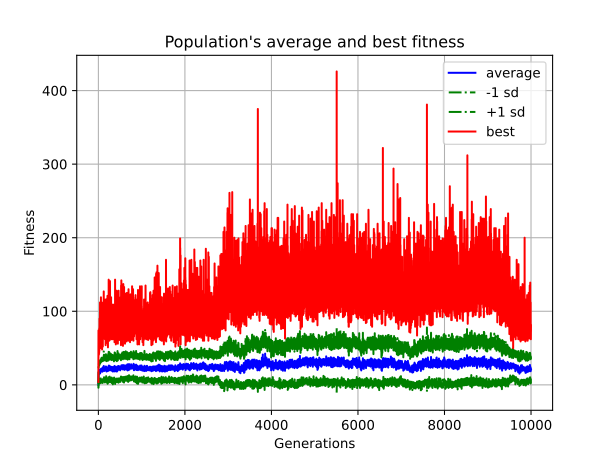 Population's average and best fitness
average
-1 sd
+1 sd
best
400
300
200
100
0
Fitness
0
2000
4000
6000
8000
10000
Generations